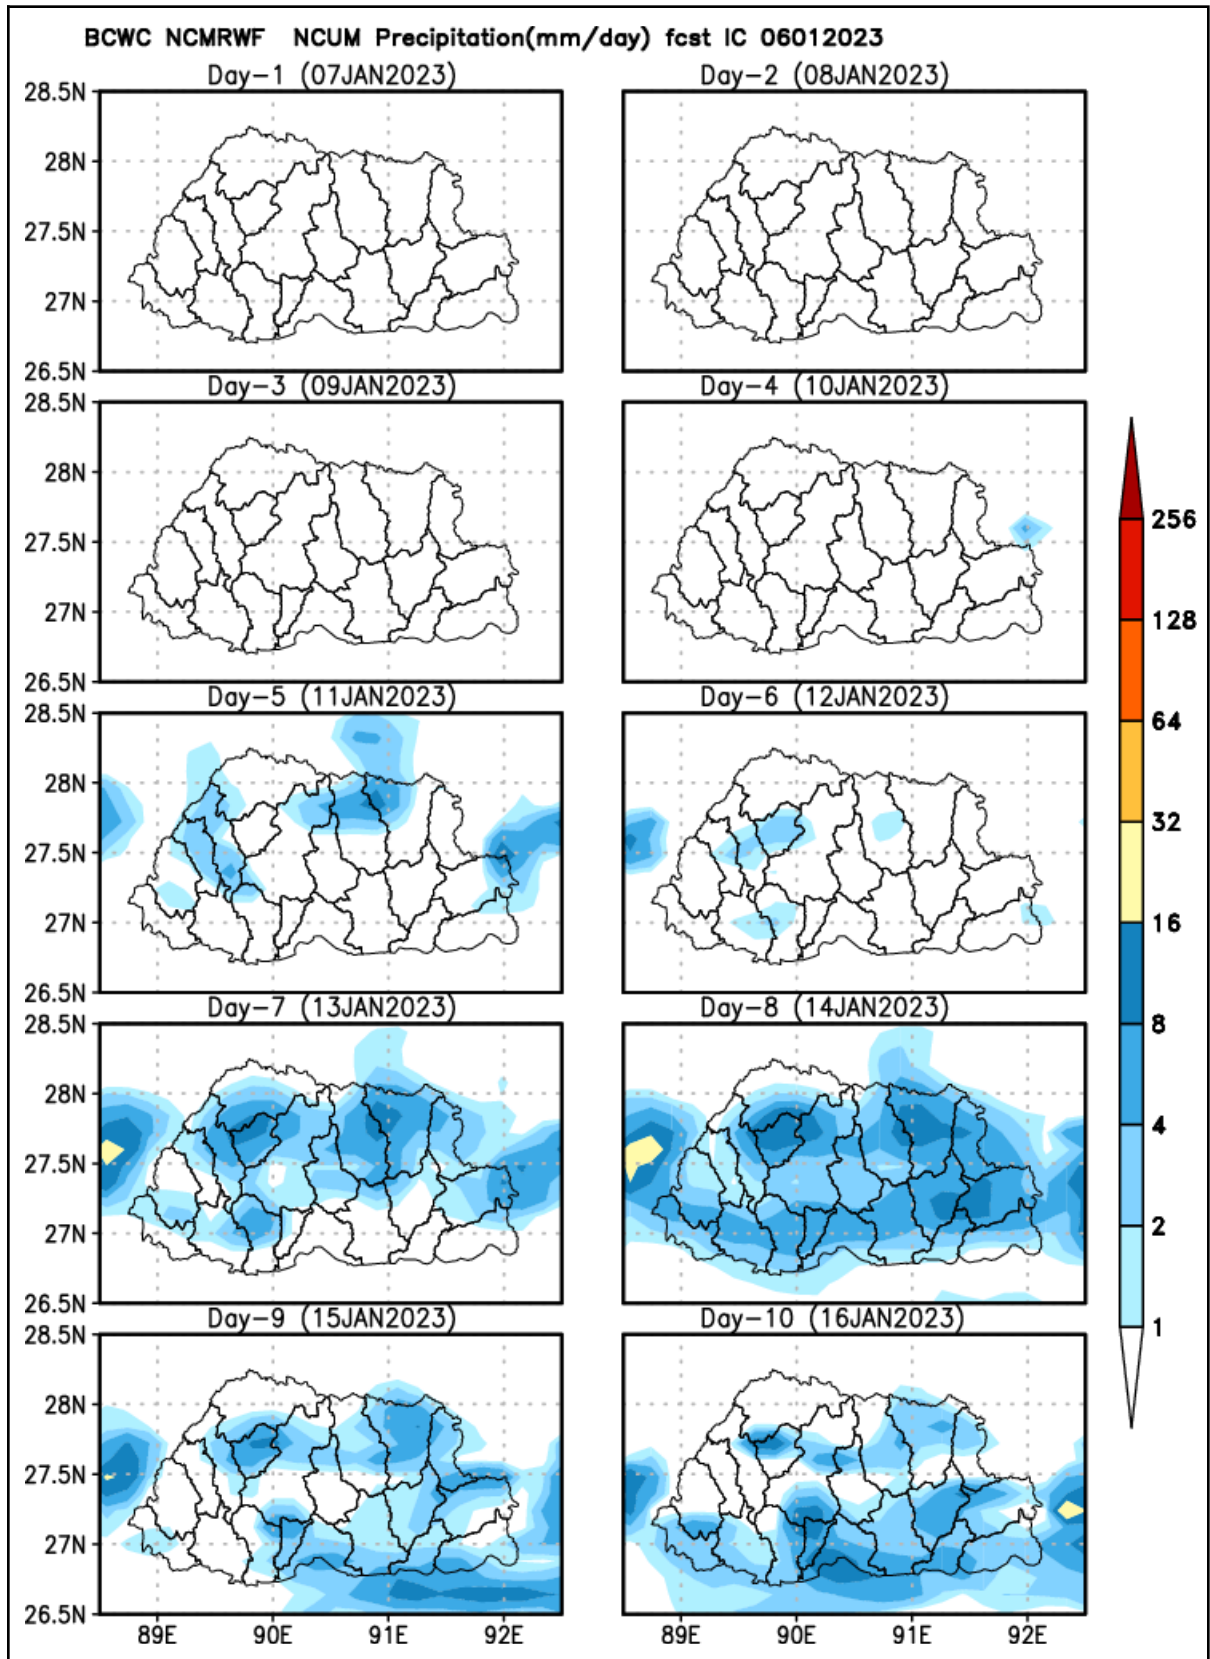 BCWC NCMRWF NCUM Precipitation(mm/day) fcst IC 06012023
Day-1 (07JAN2023) Day-2 (08JAN2023)
28.5N
28N
27.5N
27N
26.5N
Day-3 (09JAN2023) Day-4 (10JAN2023)
28.5N
28N
27.5N
27N
26.5N
Day-5 (11JAN2023) Day-6 (12JAN2023)
28.5N
28N
27.5N
27N
26.5N
Day-7 (13JAN2023) Day-8 (14JAN2023)
28.5N
28N
27.5N
27N
26.5N
Day-9 (15JAN2023) Day-10 (16JAN2023)
28.5N
28N
27.5N
27N
26.5N
89E 90E 91E 92E 89E 90E 91E 92E
256
128
64
32
16
8
4
2
1